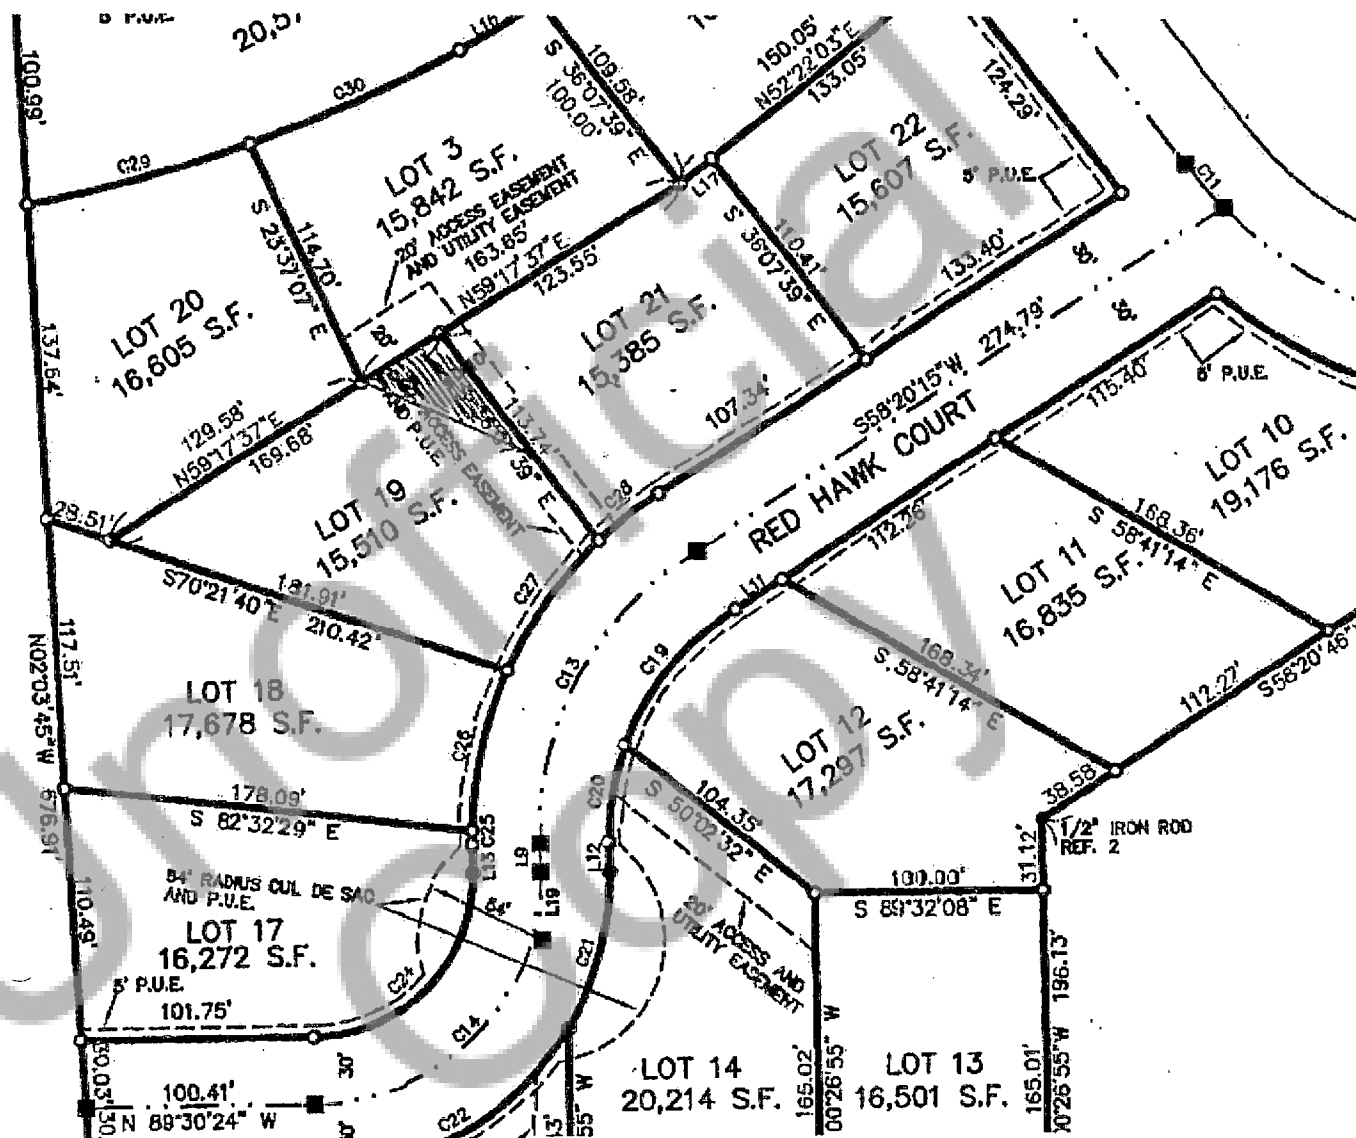 5' P.U.E.
20,51
L16
100.99'
C30
C29
109.58'
S 36°07'39" E
100.00'
150.05'
N52°22'03"E
133.05'
124.29'
LOT 3
15,842 S.F.
20' ACCESS EASEMENT
AND UTILITY EASEMENT
163.65'
N59°17'37"E
123.56'
L17
LOT 22
15,607 S.F.
5' P.U.E.
C11
114.70'
S 23°37'07" E
110.41'
S 36°07'39" E
133.40'
LOT 20
16,805 S.F.
137.64'
20'
LOT 21
15,385 S.F.
107.34'
274.79'
S58°20'15"W
RED HAWK COURT
115.40'
5' P.U.E.
129.58'
N59°17'37"E
169.68'
113.74'
ACCESS EASEMENT
AND P.U.E.
LOT 19
15,510 S.F.
C28
LOT 10
19,176 S.F.
28.51'
181.91'
S70°21'40"E
210.42'
C27
112.26'
168.36'
S 58°41'14" E
LOT 11
16,835 S.F.
L11
117.51'
N02°03'45"W
676.91'
LOT 18
17,678 S.F.
C26
C13
C19
168.34'
S 58°41'14" E
112.27'
S58°20'46"
LOT 12
17,297 S.F.
178.09'
S 82°32'29" E
C25
C20
104.35'
S 50°02'32" E
38.58
1/2" IRON ROD
REF. 2
31.12'
L9
L12
L13
L19
54' RADIUS CUL DE SAC
AND P.U.E.
54'
110.49'
LOT 17
16,272 S.F.
5' P.U.E.
101.75'
C24
C21
20' ACCESS AND
UTILITY EASEMENT
100.00'
S 89°32'08" E
196.13'
C14
30'
30.03'
100.41'
N 89°30'24" W
C22
LOT 14
20,214 S.F.
165.02'
00°26'55" W
LOT 13
16,501 S.F.
165.01'
0°26'55"W
55" W
Unofficial
Copy